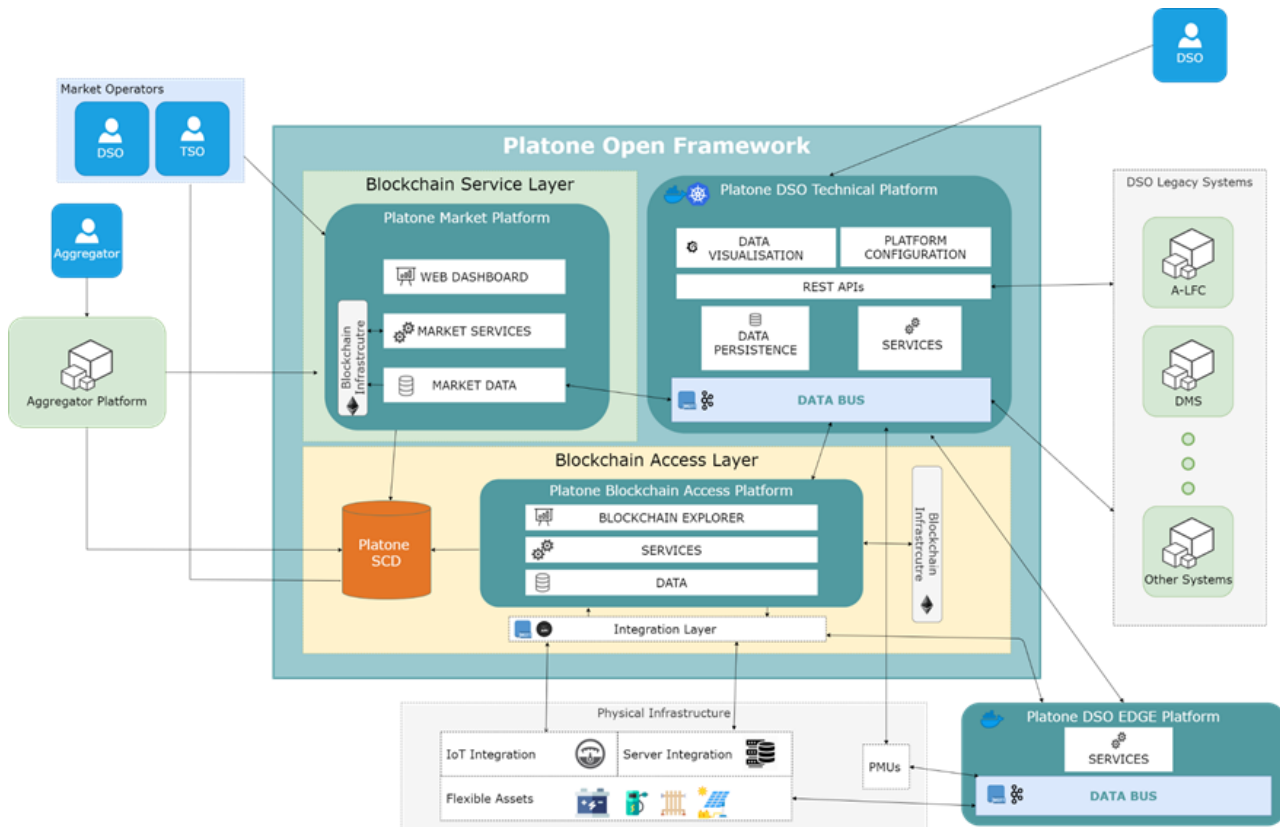 DSO
Market Operators
DSO
TSO
Platone Open Framework
Blockchain Service Layer
Platone Market Platform
WEB DASHBOARD
MARKET SERVICES
MARKET DATA
Blockchain
Infrastrcutre
Platone DSO Technical Platform
DATA
VISUALISATION
PLATFORM
CONFIGURATION
REST APIs
DATA
PERSISTENCE
SERVICES
DATA BUS
DSO Legacy Systems
A-LFC
DMS
Other Systems
Aggregator
Aggregator Platform
Blockchain Access Layer
Platone Blockchain Access Platform
BLOCKCHAIN EXPLORER
SERVICES
DATA
Platone
SCD
Blockchain
Infrastrcutre
Integration Layer
Physical Infrastructure
IoT Integration
Server Integration
Flexible Assets
PMUs
Platone DSO EDGE Platform
SERVICES
DATA BUS